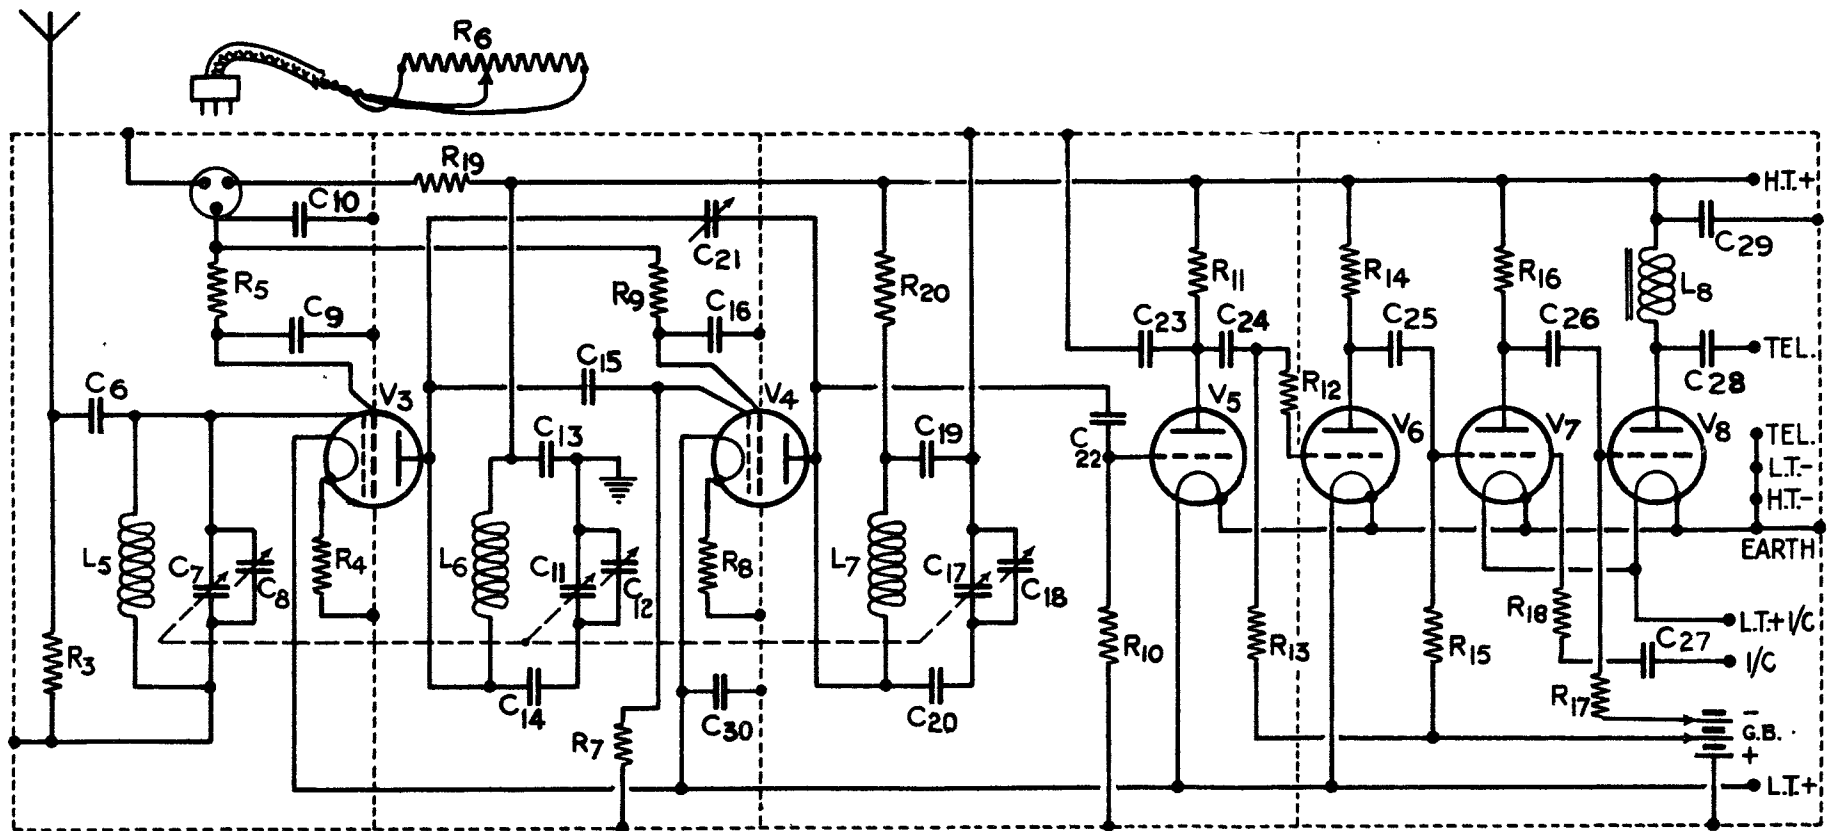 R6
R19
H.T.+
C10
C21
C29
R5
R9
R20
R11
R14
R16
L8
C9
C16
C23
C24
C25
C26
TEL.
C15
R12
C28
C6
V3
V4
V5
V6
V7
V8
C13
C19
C22
TEL.
L.T.-
H.T.-
EARTH
L5
C7
C8
R4
L6
C11
C12
R8
L7
C17
C18
R18
L.T.+ I/C
R3
R10
R13
R15
C27
I/C
C14
C30
C20
R17
R7
-
G.B.
+
L.T.+